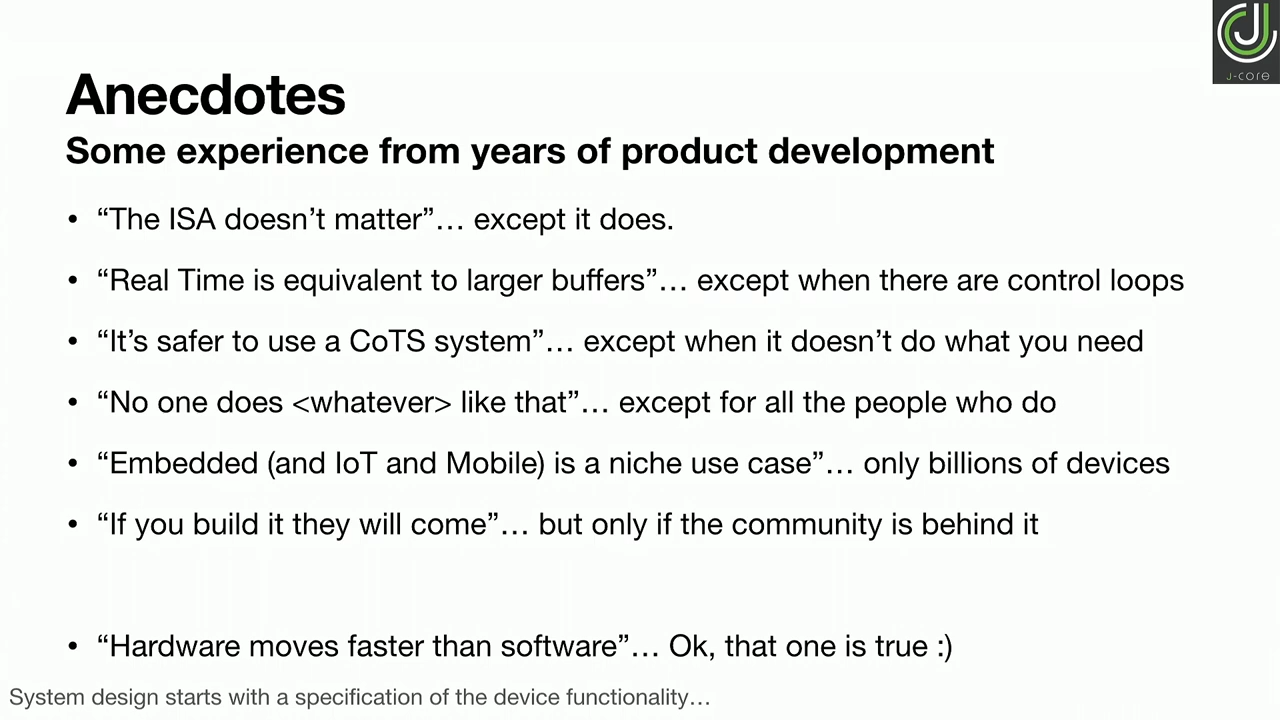 J-core
Anecdotes
Some experience from years of product development
• “The ISA doesn’t matter”… except it does.
• “Real Time is equivalent to larger buffers”… except when there are control loops
• “It’s safer to use a CoTS system”… except when it doesn’t do what you need
• “No one does <whatever> like that”… except for all the people who do
• “Embedded (and IoT and Mobile) is a niche use case”… only billions of devices
• “If you build it they will come”… but only if the community is behind it
• “Hardware moves faster than software”… Ok, that one is true :)
System design starts with a specification of the device functionality…